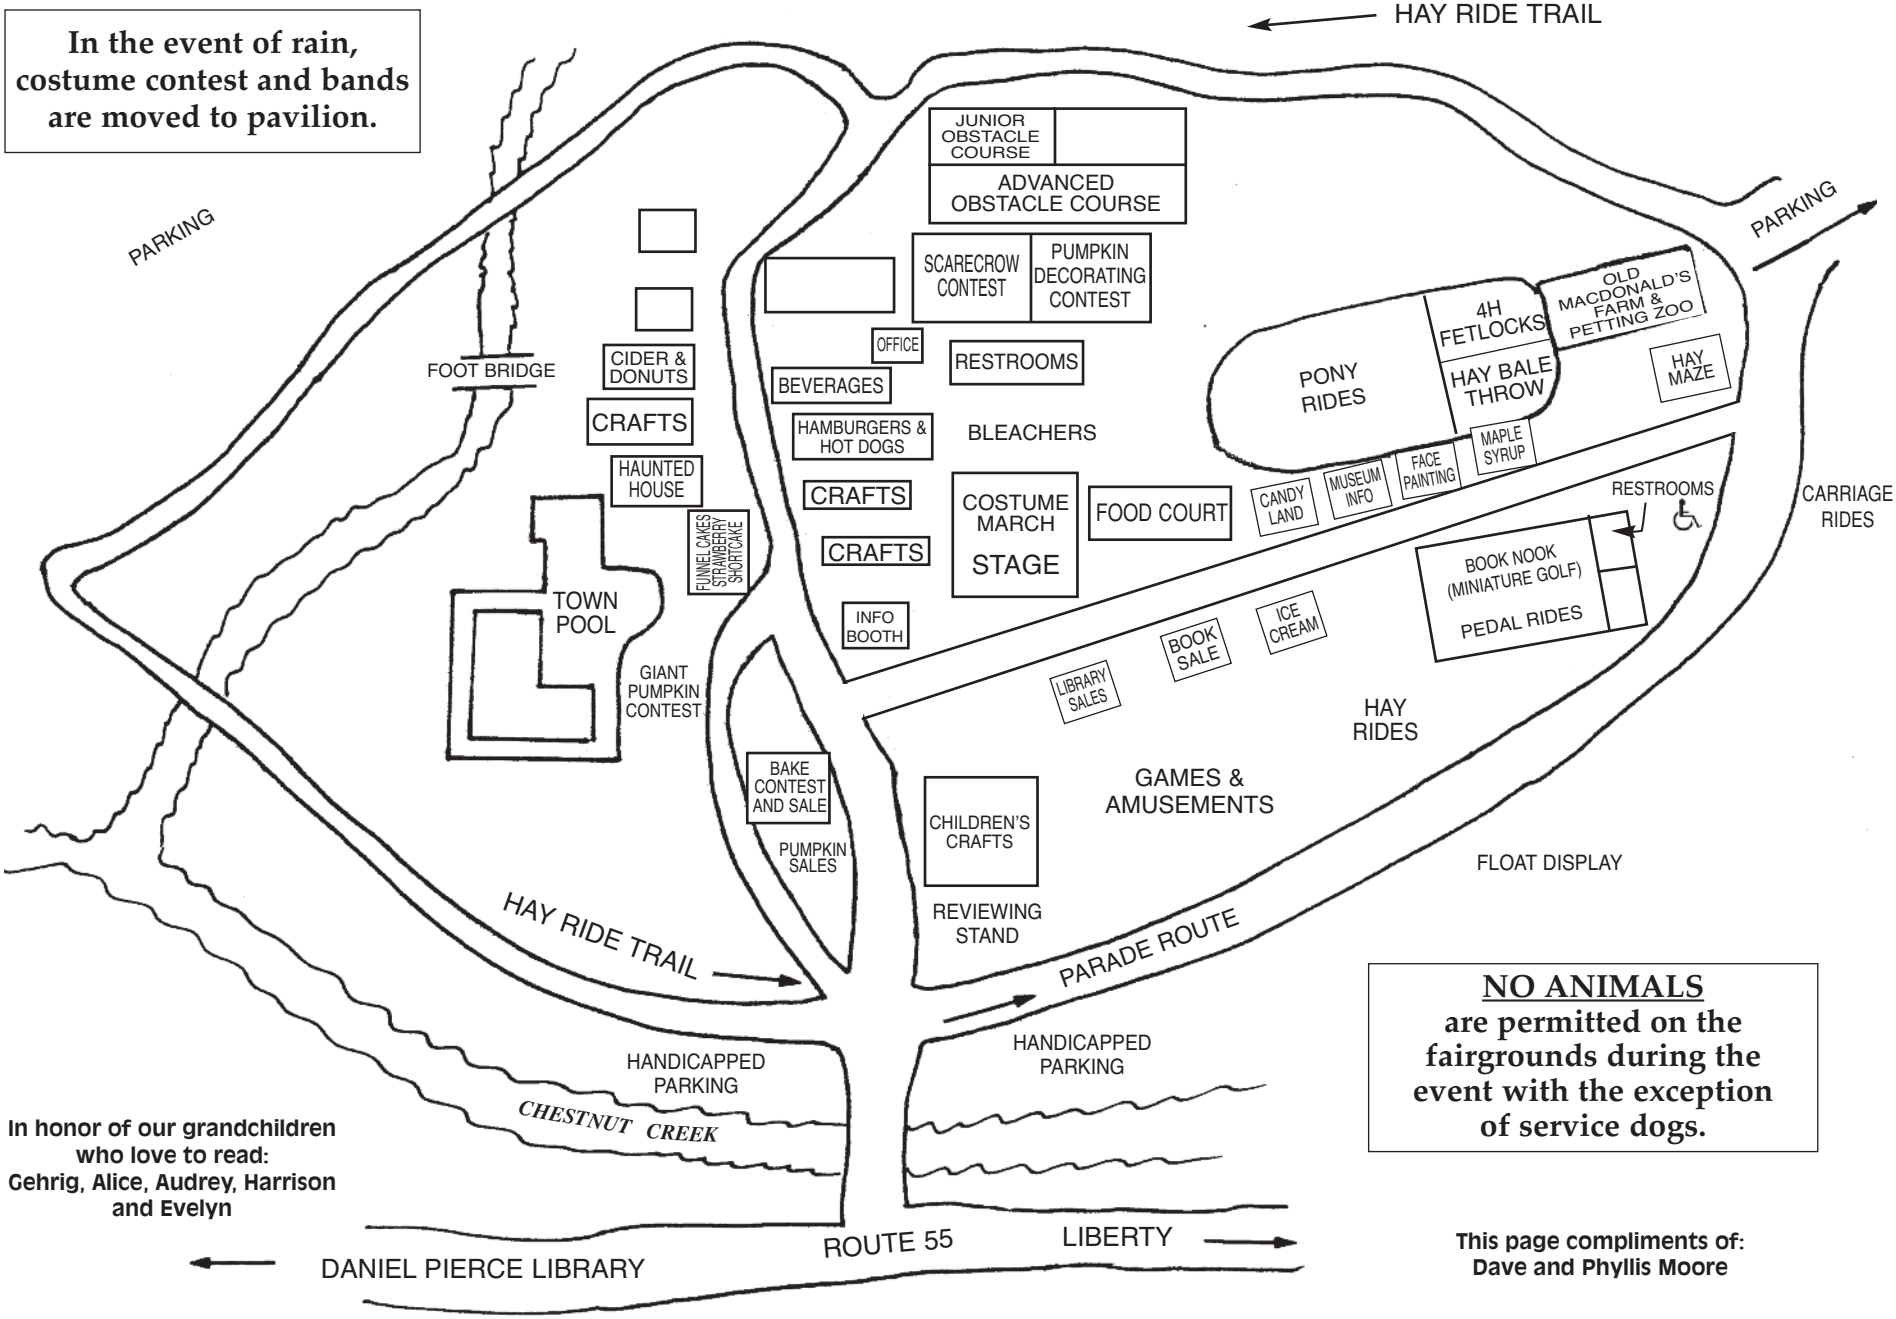 HAY RIDE TRAIL
In the event of rain,
costume contest and bands
are moved to pavilion.
JUNIOR
OBSTACLE
COURSE
ADVANCED
OBSTACLE COURSE
PARKING
PARKING
SCARECROW
CONTEST
PUMPKIN
DECORATING
CONTEST
OLD
MACDONALD'S
FARM &
PETTING ZOO
4H
FETLOCKS
HAY BALE
THROW
PONY
RIDES
HAY
MAZE
OFFICE
RESTROOMS
FOOT BRIDGE
CIDER &
DONUTS
BEVERAGES
CRAFTS
HAMBURGERS &
HOT DOGS
BLEACHERS
HAUNTED
HOUSE
CRAFTS
COSTUME
MARCH
STAGE
FOOD COURT
CANDY
LAND
MUSEUM
INFO
FACE
PAINTING
MAPLE
SYRUP
RESTROOMS
CARRIAGE
RIDES
FUNNEL CAKES
STRAWBERRY
SHORTCAKE
CRAFTS
BOOK NOOK
(MINIATURE GOLF)
PEDAL RIDES
TOWN
POOL
INFO
BOOTH
ICE
CREAM
BOOK
SALE
LIBRARY
SALES
GIANT
PUMPKIN
CONTEST
HAY
RIDES
BAKE
CONTEST
AND SALE
GAMES &
AMUSEMENTS
CHILDREN'S
CRAFTS
PUMPKIN
SALES
FLOAT DISPLAY
HAY RIDE TRAIL
REVIEWING
STAND
PARADE ROUTE
NO ANIMALS
are permitted on the
fairgrounds during the
event with the exception
of service dogs.
HANDICAPPED
PARKING
HANDICAPPED
PARKING
CHESTNUT CREEK
In honor of our grandchildren
who love to read:
Gehrig, Alice, Audrey, Harrison
and Evelyn
ROUTE 55
LIBERTY
DANIEL PIERCE LIBRARY
This page compliments of:
Dave and Phyllis Moore